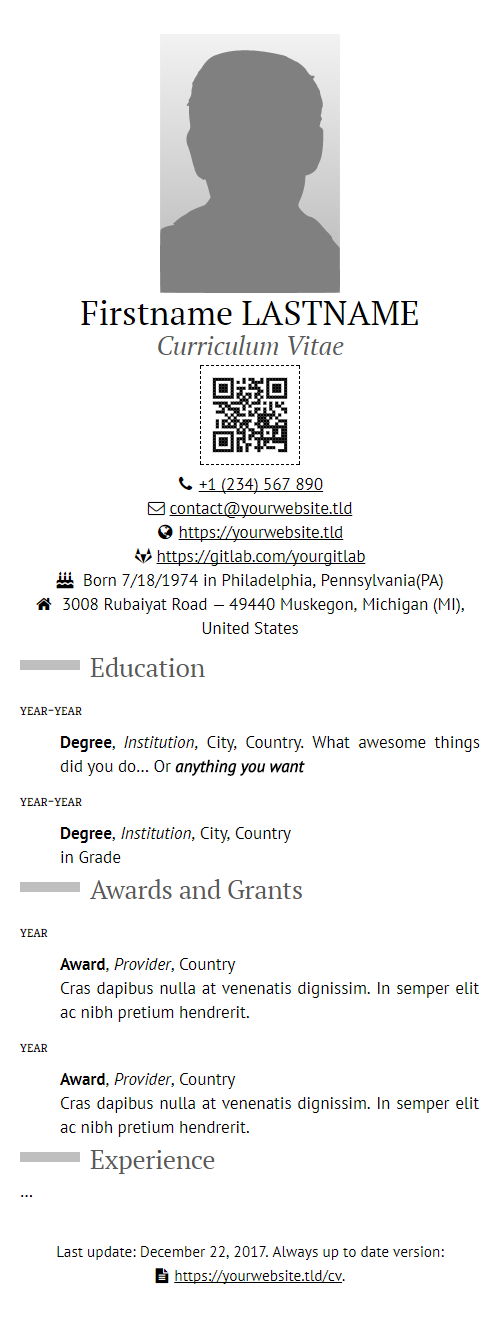 Firstname LASTNAME
Curriculum Vitae
+1 (234) 567 890
contact@yourwebsite.tld
https://yourwebsite.tld
https://gitlab.com/yourgitlab
Born 7/18/1974 in Philadelphia, Pennsylvania(PA)
3008 Rubaiyat Road — 49440 Muskegon, Michigan (MI),
United States
Education
YEAR-YEAR
Degree, Institution, City, Country. What awesome things
did you do... Or anything you want
YEAR-YEAR
Degree, Institution, City, Country
in Grade
Awards and Grants
YEAR
Award, Provider, Country
Cras dapibus nulla at venenatis dignissim. In semper elit
ac nibh pretium hendrerit.
YEAR
Award, Provider, Country
Cras dapibus nulla at venenatis dignissim. In semper elit
ac nibh pretium hendrerit.
Experience
...
Last update: December 22, 2017. Always up to date version:
https://yourwebsite.tld/cv.